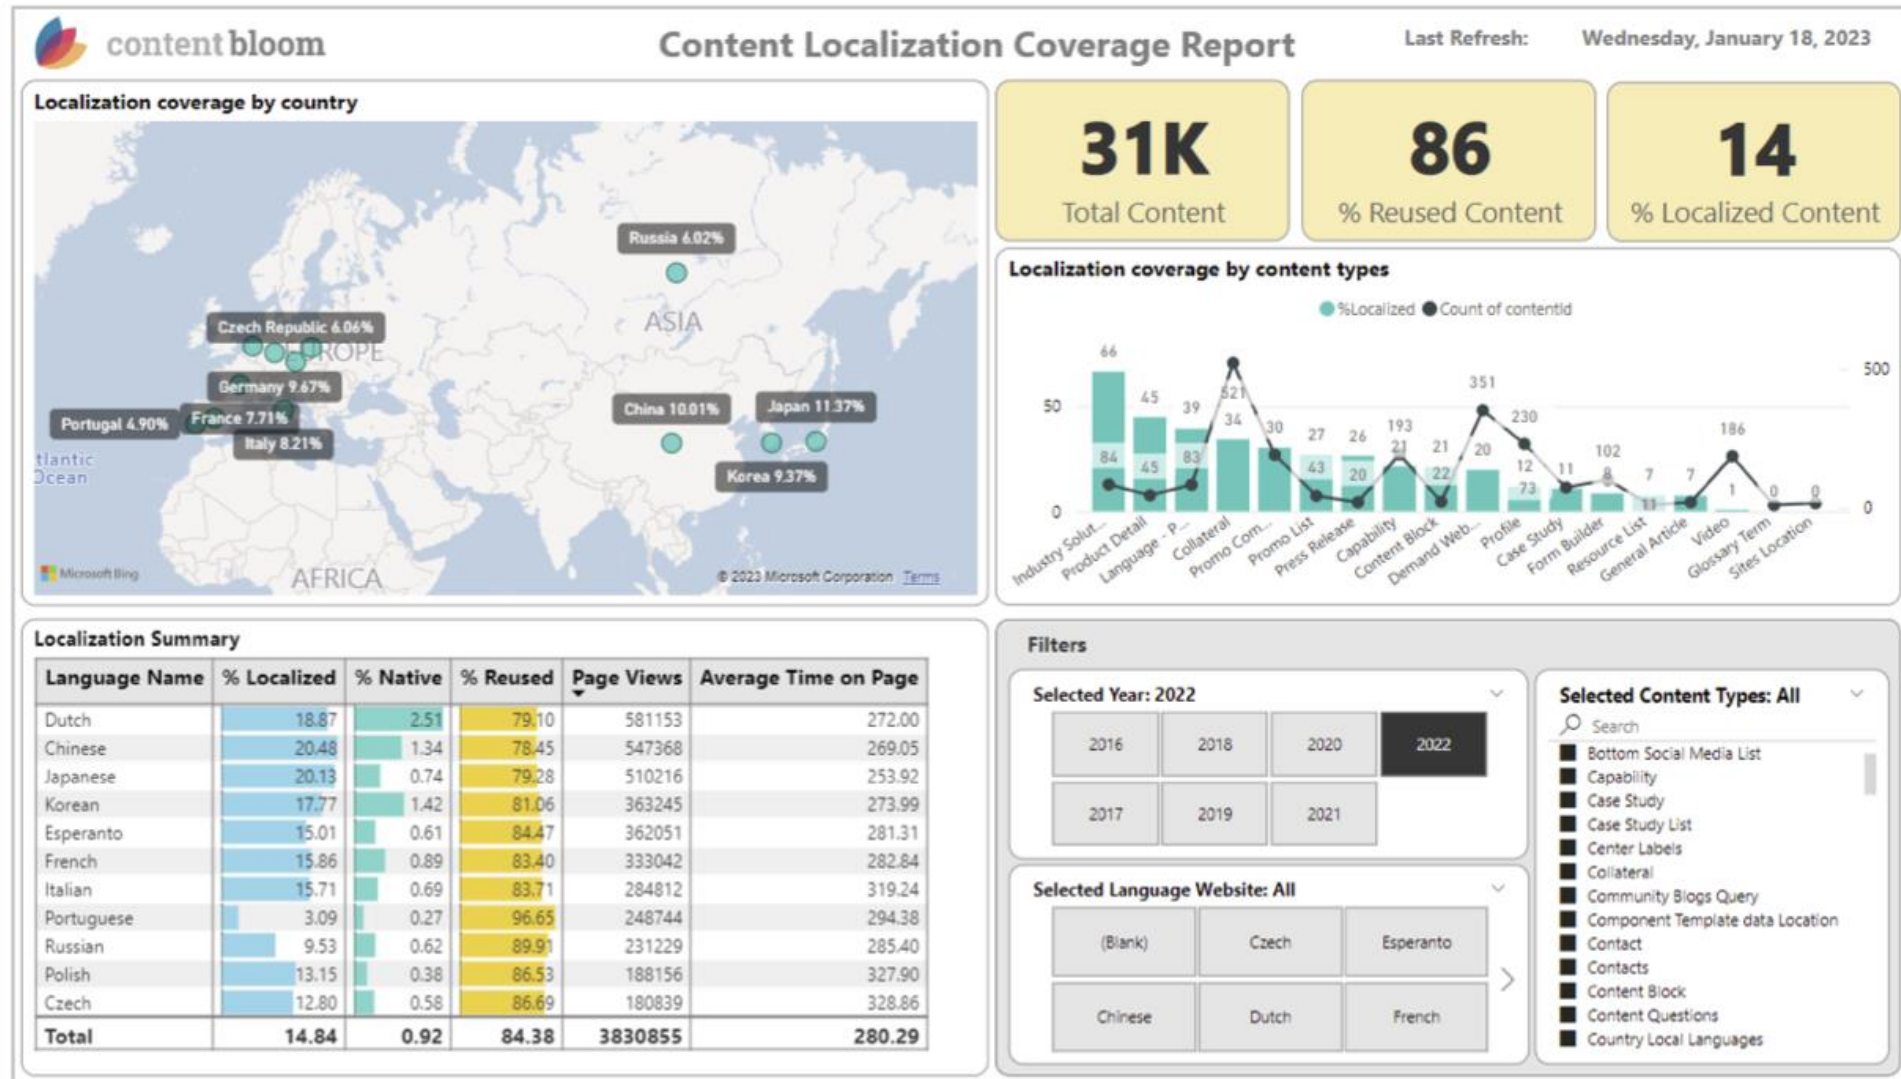 contentbloom
Content Localization Coverage Report
Last Refresh: Wednesday, January 18, 2023
Localization coverage by country
Russia 6.02%
ASIA
Czech Republic 6.06%
Germany 9.67%
Portugal 4.90%
France 7.71%
Italy 8.21%
China 10.01%
Japan 11.37%
Korea 9.37%
tlantic
Ocean
AFRICA
Microsoft Bing
© 2023 Microsoft Corporation Terms
31K
Total Content
86
% Reused Content
14
% Localized Content
Localization coverage by content types
%Localized Count of contentid
500
50
0
0
66 45 39 34 30 27 26 21 21 20 12 11 8 7 7 1 0 0
84 45 83 521 43 20 193 22 351 230 73 102 11 186
Industry Solut...
Product Detail
Language - P...
Collateral
Promo Com...
Promo List
Press Release
Capability
Content Block
Demand Web...
Profile
Case Study
Form Builder
Resource List
General Article
Video
Glossary Term
Sites Location
Localization Summary
Language Name % Localized % Native % Reused Page Views Average Time on Page
Dutch 18.87 2.51 79.10 581153 272.00
Chinese 20.48 1.34 78.45 547368 269.05
Japanese 20.13 0.74 79.28 510216 253.92
Korean 17.77 1.42 81.06 363245 273.99
Esperanto 15.01 0.61 84.47 362051 281.31
French 15.86 0.89 83.40 333042 282.84
Italian 15.71 0.69 83.71 284812 319.24
Portuguese 3.09 0.27 96.65 248744 294.38
Russian 9.53 0.62 89.91 231229 285.40
Polish 13.15 0.38 86.53 188156 327.90
Czech 12.80 0.58 86.69 180839 328.86
Total 14.84 0.92 84.38 3830855 280.29
Filters
Selected Year: 2022
2016 2018 2020 2022
2017 2019 2021
Selected Language Website: All
(Blank) Czech Esperanto
Chinese Dutch French
Selected Content Types: All
Search
Bottom Social Media List
Capability
Case Study
Case Study List
Center Labels
Collateral
Community Blogs Query
Component Template data Location
Contact
Contacts
Content Block
Content Questions
Country Local Languages